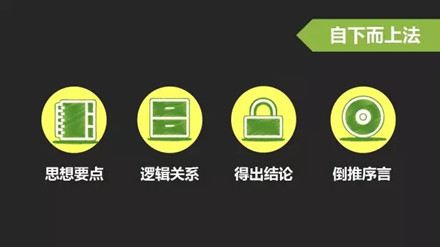 自下而上法
思想要点
逻辑关系
得出结论
倒推序言